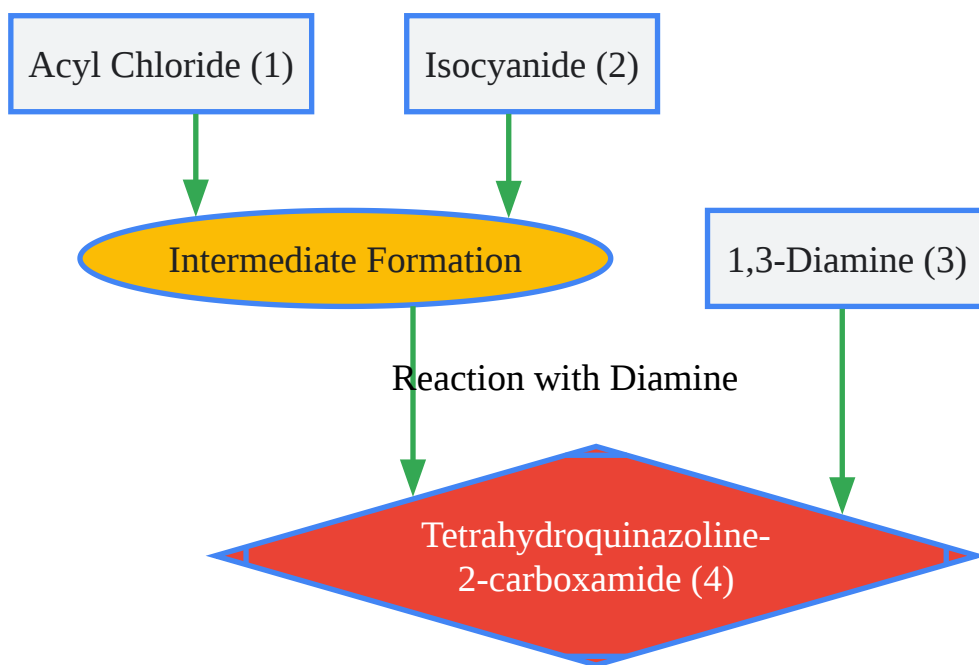 Acyl Chloride (1)
Isocyanide (2)
Intermediate Formation
1,3-Diamine (3)
Reaction with Diamine
Tetrahydroquinazoline-
2-carboxamide (4)